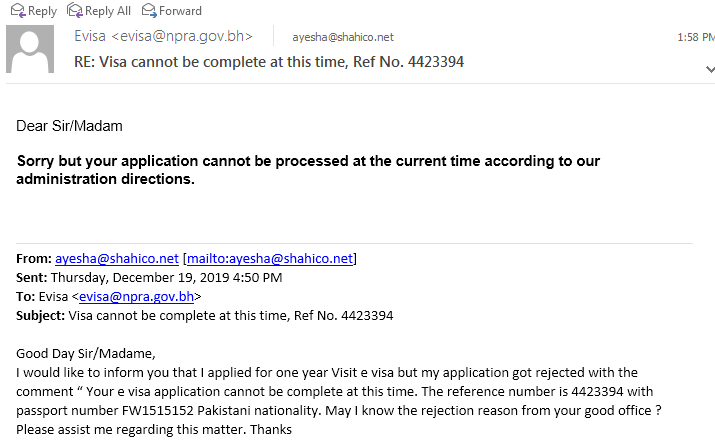 Reply Reply All Forward
Evisa <evisa@npra.gov.bh> ayesha@shahico.net 1:58 PM
RE: Visa cannot be complete at this time, Ref No. 4423394
Dear Sir/Madam
Sorry but your application cannot be processed at the current time according to our
administration directions.
From: ayesha@shahico.net [mailto:ayesha@shahico.net]
Sent: Thursday, December 19, 2019 4:50 PM
To: Evisa <evisa@npra.gov.bh>
Subject: Visa cannot be complete at this time, Ref No. 4423394
Good Day Sir/Madame,
I would like to inform you that I applied for one year Visit e visa but my application got rejected with the
comment “ Your e visa application cannot be complete at this time. The reference number is 4423394 with
passport number FW1515152 Pakistani nationality. May I know the rejection reason from your good office ?
Please assist me regarding this matter. Thanks